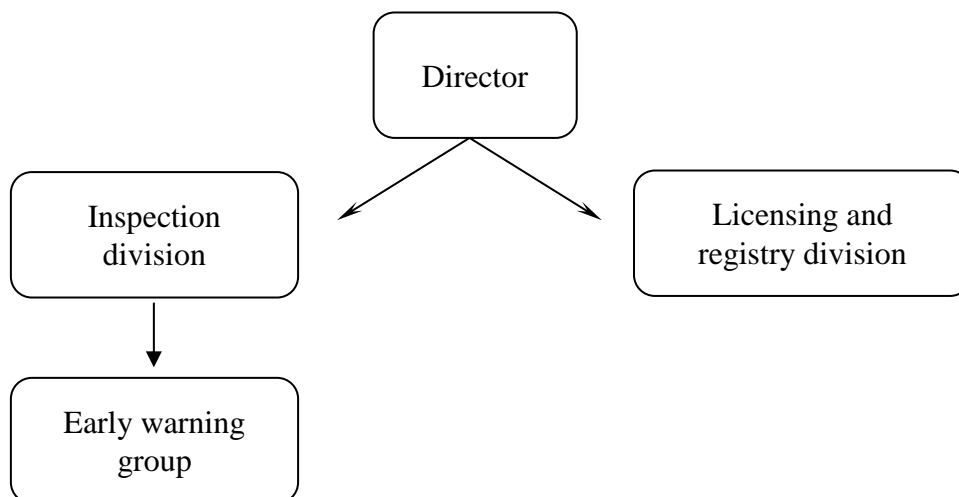 Director
Inspection
division
Licensing and
registry division
Early warning
group